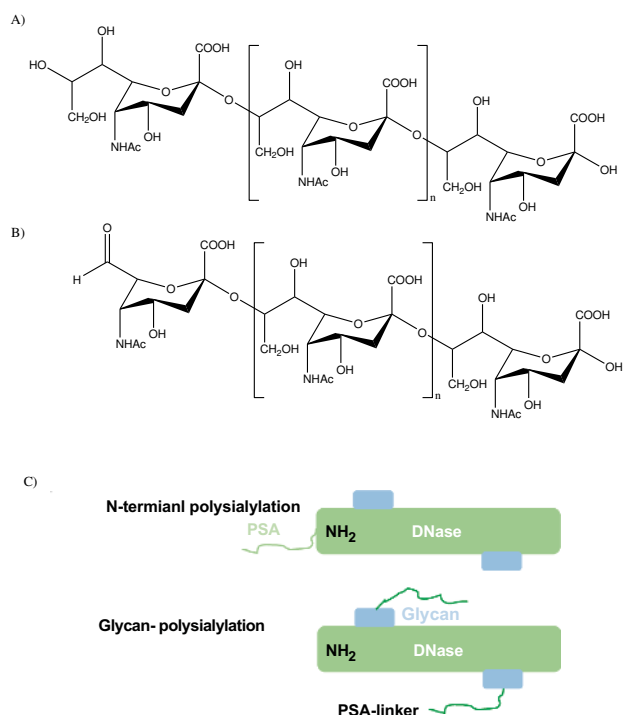 A)
OH
COOH
HO
OH
COOH
O
O
OH
CH₂OH
COOH
O
O
OH
NHAc
CH₂OH
O
OH
OH
NHAc
CH₂OH
n
OH
NHAc
B)
O
COOH
OH
H
COOH
O
O
OH
COOH
O
O
OH
NHAc
CH₂OH
O
OH
OH
NHAc
CH₂OH
n
OH
NHAc
C)
N-termianl polysialylation
PSA
NH₂ DNase
Glycan
Glycan- polysialylation
NH₂ DNase
PSA-linker